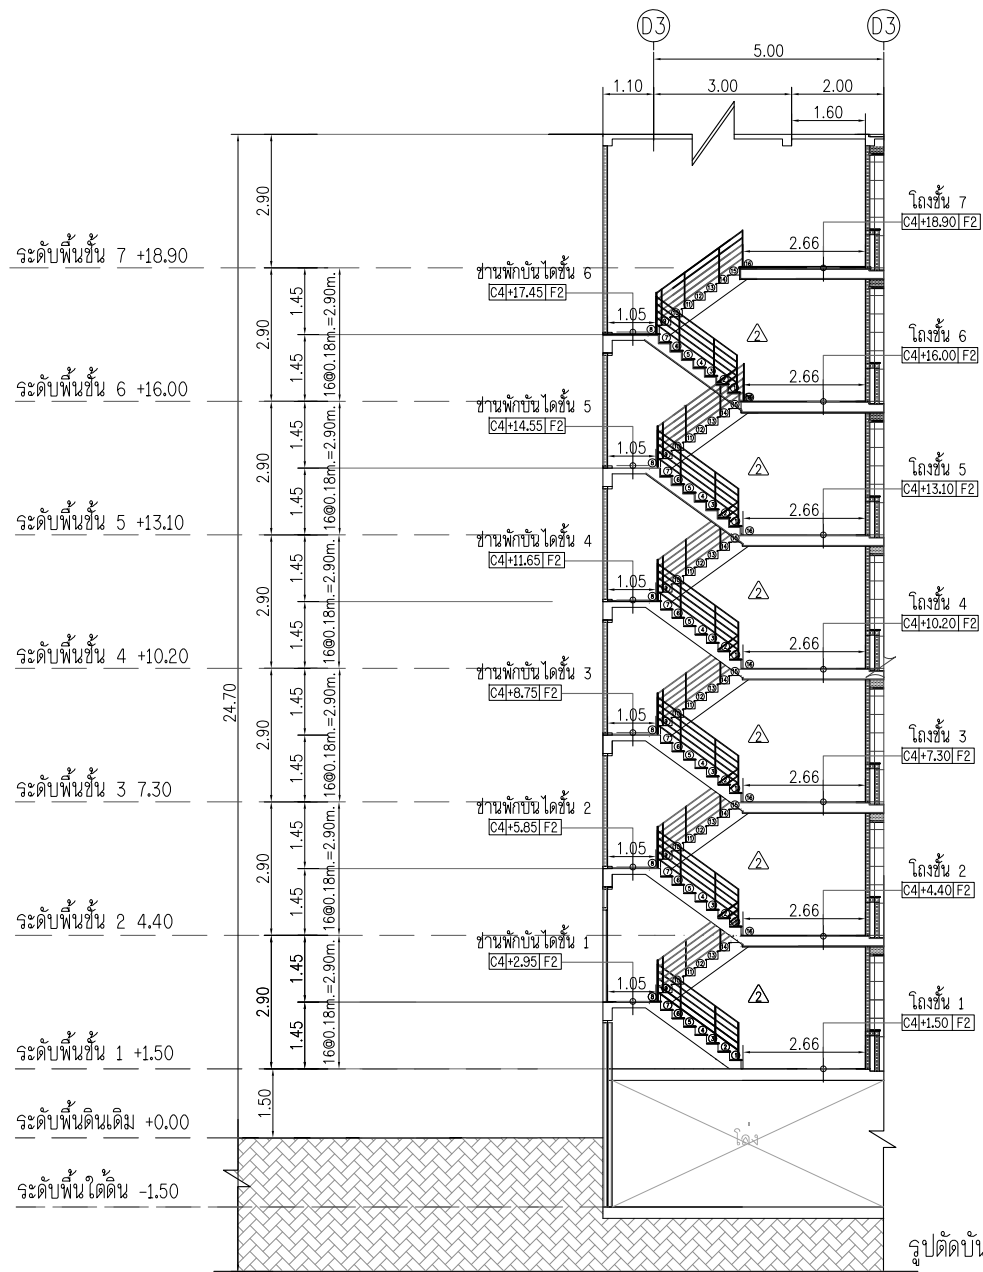 D3
D3
5.00
1.10
3.00
2.00
1.60
2.90
โถงชั้น 7
C4 +18.90 F2
ระดับพื้นชั้น 7 +18.90
2.66
ชานพักบันไดชั้น 6
C4 +17.45 F2
1.05
1.45
2.90
1.45
16@0.18m.=2.90m.
2
โถงชั้น 6
C4 +16.00 F2
ระดับพื้นชั้น 6 +16.00
2.66
ชานพักบันไดชั้น 5
C4 +14.55 F2
1.05
1.45
2.90
1.45
16@0.18m.=2.90m.
2
โถงชั้น 5
C4 +13.10 F2
ระดับพื้นชั้น 5 +13.10
2.66
ชานพักบันไดชั้น 4
C4 +11.65 F2
1.05
1.45
2.90
1.45
16@0.18m.=2.90m.
2
โถงชั้น 4
C4 +10.20 F2
ระดับพื้นชั้น 4 +10.20
2.66
24.70
ชานพักบันไดชั้น 3
C4 +8.75 F2
1.05
1.45
2.90
1.45
16@0.18m.=2.90m.
2
โถงชั้น 3
C4 +7.30 F2
ระดับพื้นชั้น 3 7.30
2.66
ชานพักบันไดชั้น 2
C4 +5.85 F2
1.05
1.45
2.90
1.45
16@0.18m.=2.90m.
2
โถงชั้น 2
C4 +4.40 F2
ระดับพื้นชั้น 2 4.40
2.66
ชานพักบันไดชั้น 1
C4 +2.95 F2
1.05
1.45
2.90
1.45
16@0.18m.=2.90m.
2
โถงชั้น 1
C4 +1.50 F2
ระดับพื้นชั้น 1 +1.50
2.66
1.50
ระดับพื้นดินเดิม +0.00
โล่ง
ระดับพื้นใต้ดิน -1.50